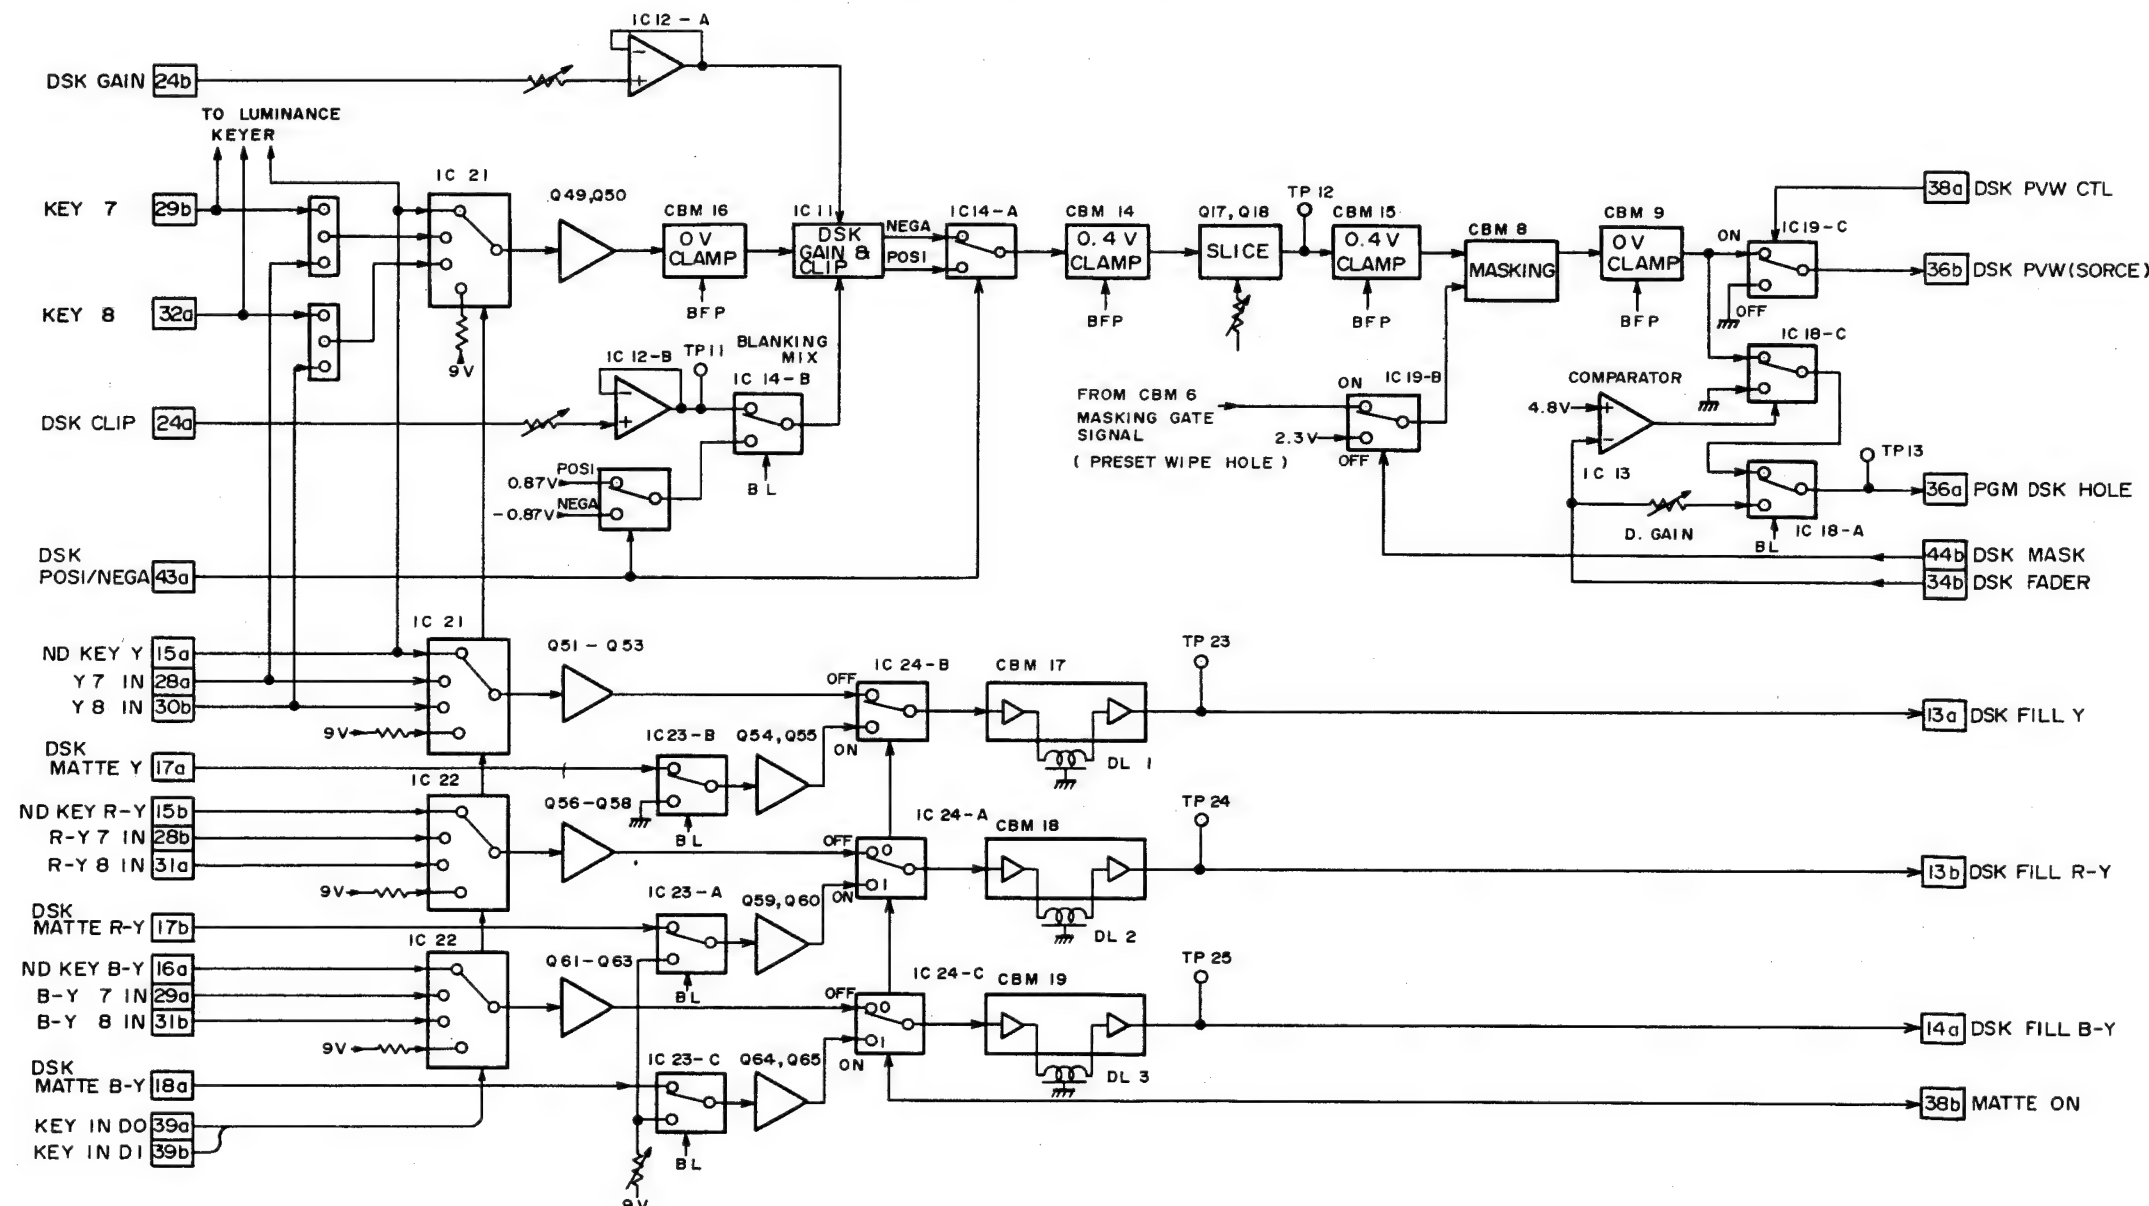 IC12 - A
DSK GAIN 24b
TO LUMINANCE
KEYER
IC 21
Q49,Q50
KEY 7 29b
CBM 16
0 V
CLAMP
BFP
IC11
DSK
GAIN &
CLIP
NEGA
POSI
IC14-A
CBM 14
0.4 V
CLAMP
BFP
Q17, Q18
SLICE
TP 12
CBM 15
0.4 V
CLAMP
BFP
CBM 8
MASKING
CBM 9
0V
CLAMP
BFP
ON
IC19-C
OFF
38a DSK PVW CTL
36b DSK PVW(SORCE)
KEY 8 32a
9V
IC 12-B
TP11
BLANKING
MIX
IC 14-B
BL
DSK CLIP 24a
POSI
0.87V
NEGA
-0.87V
FROM CBM 6
MASKING GATE
SIGNAL
( PRESET WIPE HOLE )
ON
IC19-B
2.3V
OFF
COMPARATOR
4.8V
+
-
IC 13
IC 18-C
TP13
36a PGM DSK HOLE
D. GAIN
BL
IC 18-A
DSK
POSI/NEGA 43a
44b DSK MASK
34b DSK FADER
IC 21
Q51 - Q53
ND KEY Y 15a
Y 7 IN 28a
Y 8 IN 30b
9V
OFF
IC 24-B
ON
CBM 17
DL 1
TP 23
13a DSK FILL Y
DSK
MATTE Y 17a
IC23-B
Q54, Q55
BL
IC 22
Q56-Q58
ND KEY R-Y 15b
R-Y 7 IN 28b
R-Y 8 IN 31a
9V
OFF
0
1
ON
IC 24-A
CBM 18
DL 2
TP 24
13b DSK FILL R-Y
DSK
MATTE R-Y 17b
IC23-A
Q59, Q60
BL
IC 22
Q61-Q63
ND KEY B-Y 16a
B-Y 7 IN 29a
B-Y 8 IN 31b
9V
OFF
0
1
ON
IC 24-C
CBM 19
DL 3
TP 25
14a DSK FILL B-Y
DSK
MATTE B-Y 18a
IC 23-C
Q64, Q65
BL
9V
38b MATTE ON
KEY IN D0 39a
KEY IN D1 39b